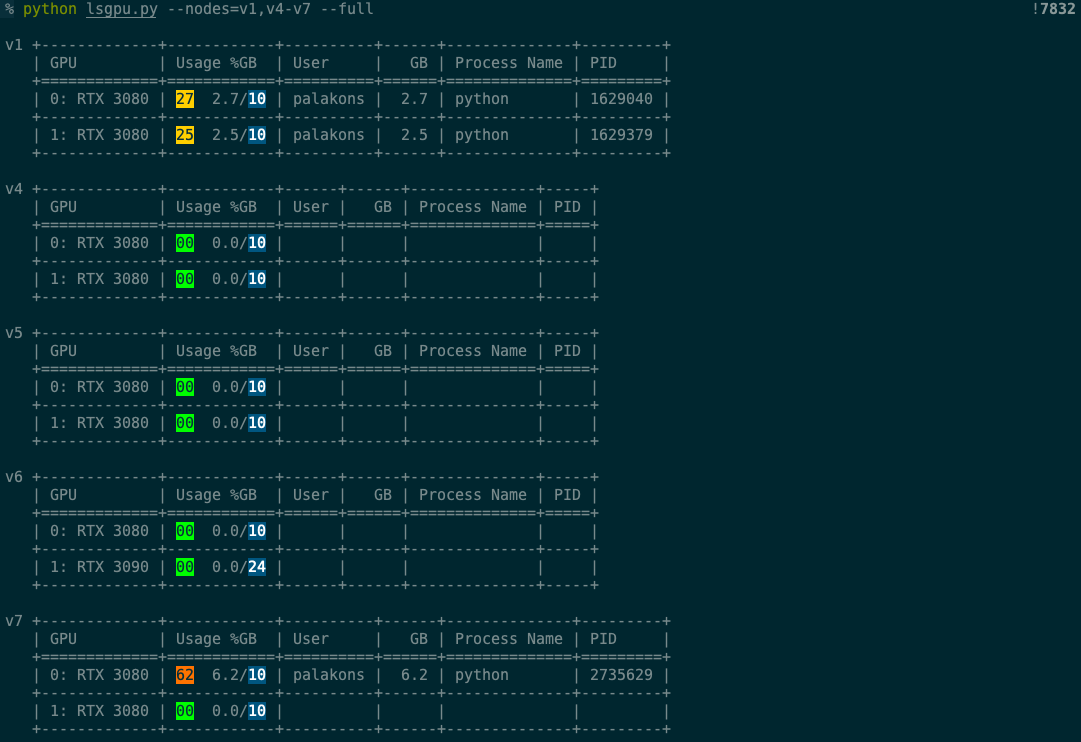 % python lsgpu.py --nodes=v1,v4-v7 --full !7832
v1 +-------------+------------+----------+------+--------------+---------+
   | GPU         | Usage %GB  | User     |   GB | Process Name | PID     |
   +=============+============+==========+======+==============+=========+
   | 0: RTX 3080 | 27  2.7/10 | palakons |  2.7 | python       | 1629040 |
   +-------------+------------+----------+------+--------------+---------+
   | 1: RTX 3080 | 25  2.5/10 | palakons |  2.5 | python       | 1629379 |
   +-------------+------------+----------+------+--------------+---------+
v4 +-------------+------------+------+------+--------------+-----+
   | GPU         | Usage %GB  | User |   GB | Process Name | PID |
   +=============+============+======+======+==============+=====+
   | 0: RTX 3080 | 00  0.0/10 |      |      |              |     |
   +-------------+------------+------+------+--------------+-----+
   | 1: RTX 3080 | 00  0.0/10 |      |      |              |     |
   +-------------+------------+------+------+--------------+-----+
v5 +-------------+------------+------+------+--------------+-----+
   | GPU         | Usage %GB  | User |   GB | Process Name | PID |
   +=============+============+======+======+==============+=====+
   | 0: RTX 3080 | 00  0.0/10 |      |      |              |     |
   +-------------+------------+------+------+--------------+-----+
   | 1: RTX 3080 | 00  0.0/10 |      |      |              |     |
   +-------------+------------+------+------+--------------+-----+
v6 +-------------+------------+------+------+--------------+-----+
   | GPU         | Usage %GB  | User |   GB | Process Name | PID |
   +=============+============+======+======+==============+=====+
   | 0: RTX 3080 | 00  0.0/10 |      |      |              |     |
   +-------------+------------+------+------+--------------+-----+
   | 1: RTX 3090 | 00  0.0/24 |      |      |              |     |
   +-------------+------------+------+------+--------------+-----+
v7 +-------------+------------+----------+------+--------------+---------+
   | GPU         | Usage %GB  | User     |   GB | Process Name | PID     |
   +=============+============+==========+======+==============+=========+
   | 0: RTX 3080 | 62  6.2/10 | palakons |  6.2 | python       | 2735629 |
   +-------------+------------+----------+------+--------------+---------+
   | 1: RTX 3080 | 00  0.0/10 |          |      |              |         |
   +-------------+------------+----------+------+--------------+---------+